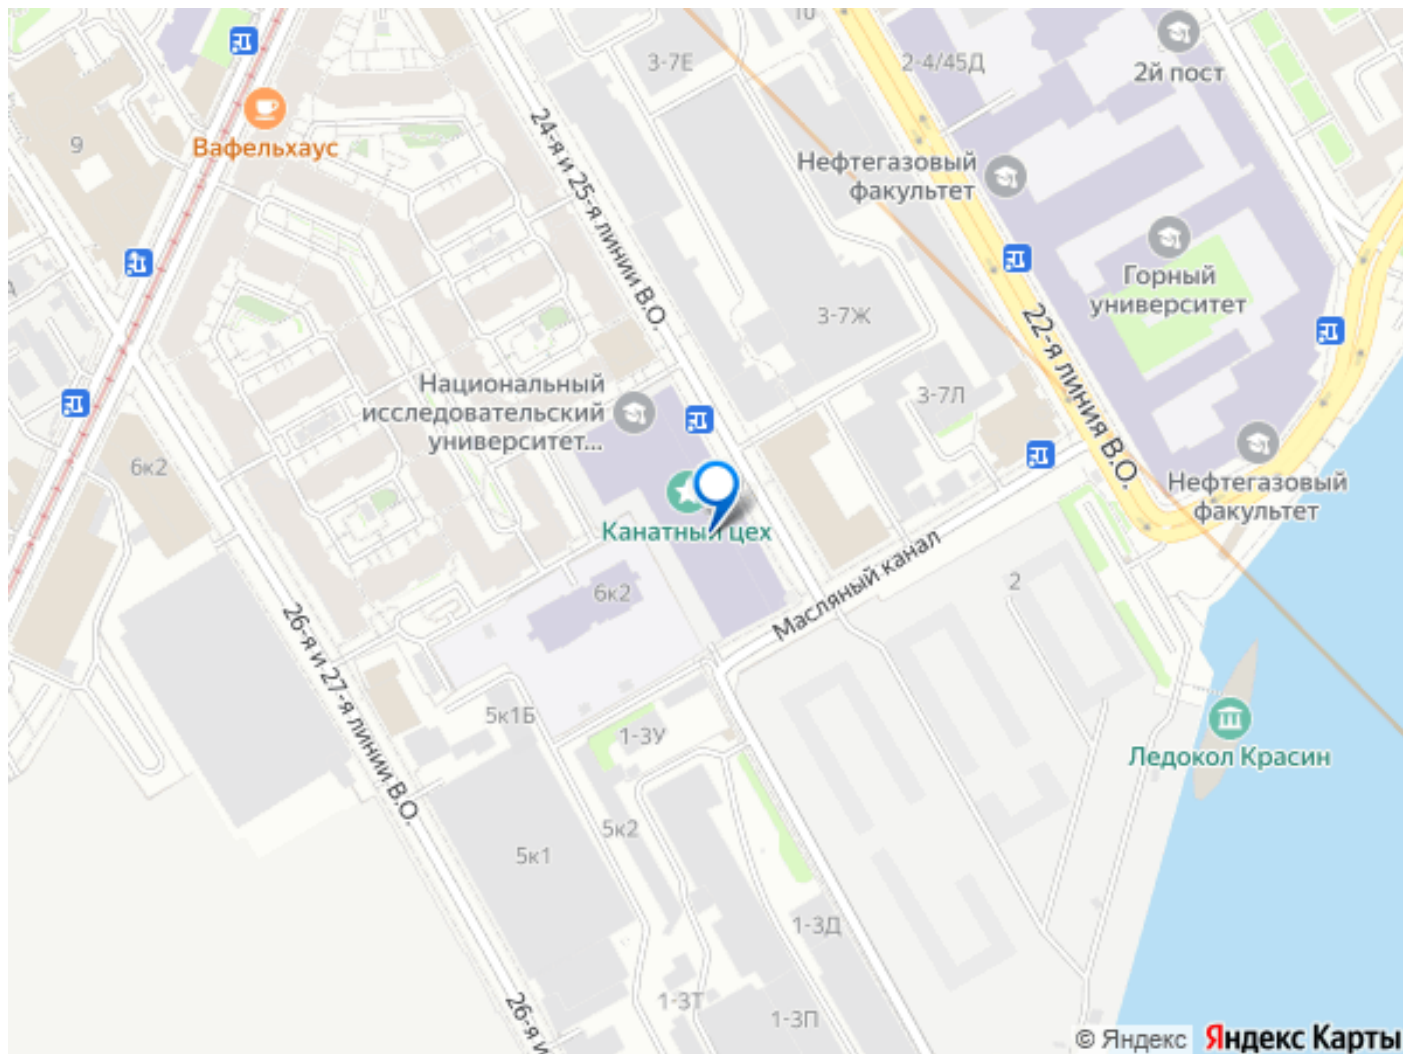 10
3-7Е
2-4/45Д
2й пост
Вафельхаус
9
24-я и 25-я линии В.О.
Нефтегазовый
факультет
Горный
университет
3-7Ж
22-я линия В.О.
Национальный
исследовательский
университет...
3-7Л
6к2
Нефтегазовый
факультет
Канатный цех
Масляный канал
2
6к2
26-я и 27-я линии В.О.
5к1Б
1-3У
Ледокол Красин
5к2
5к1
1-3Д
1-3Т
1-3П
26-я и
© Яндекс Яндекс Карты